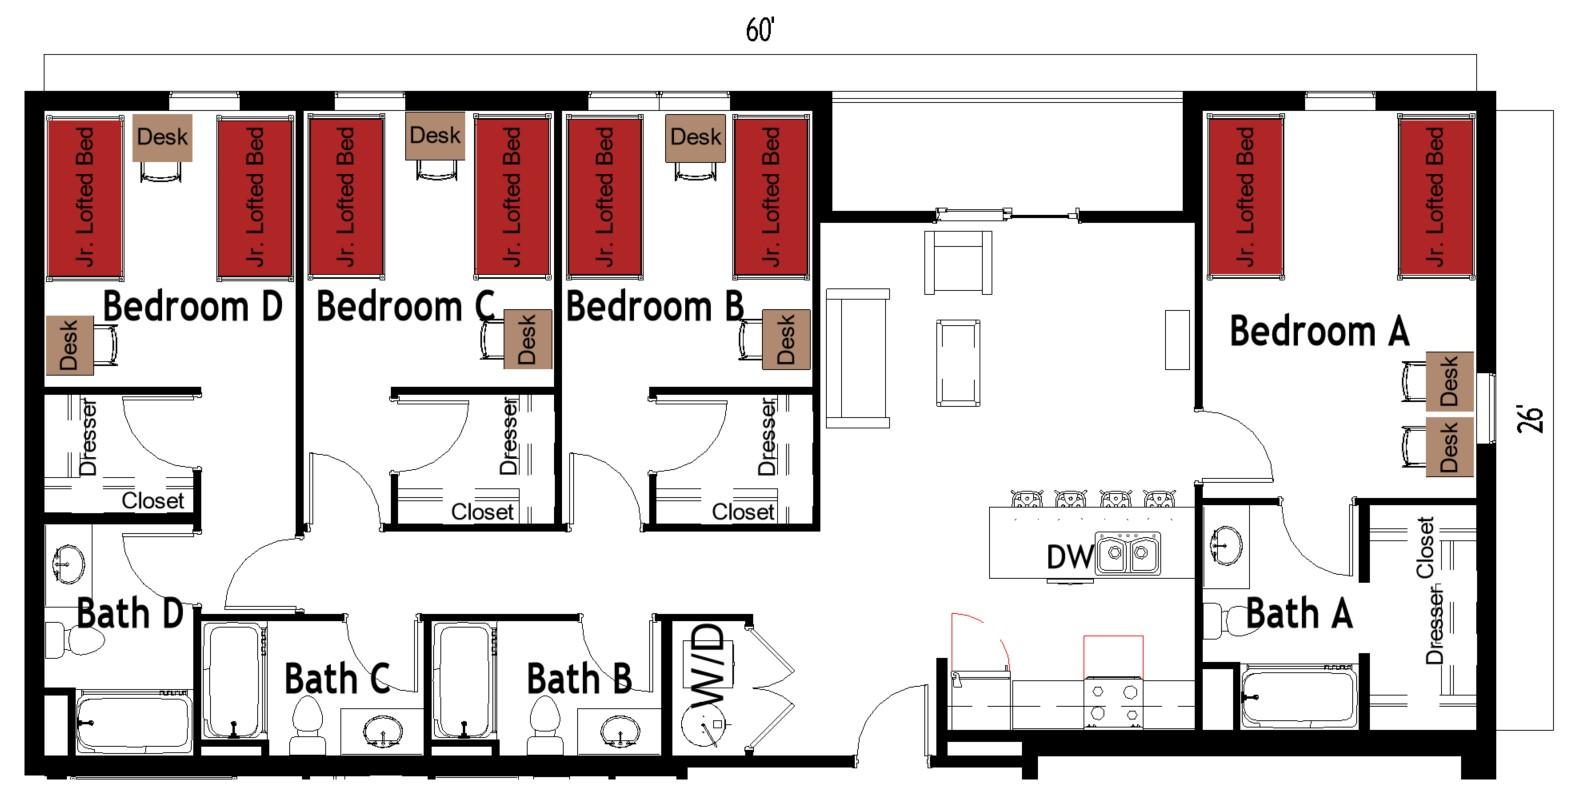 60'
Desk
Desk
Desk
Jr. Lofted Bed
Jr. Lofted Bed
Jr. Lofted Bed
Jr. Lofted Bed
Jr. Lofted Bed
Jr. Lofted Bed
Jr. Lofted Bed
Jr. Lofted Bed
Bedroom D
Bedroom C
Bedroom B
Bedroom A
Desk
Desk
Desk
Desk
Desk
26'
Dresser
Dresser
Dresser
Closet
Closet
Closet
DW
Closet
Dresser
Bath D
Bath A
Bath C
Bath B
W/D